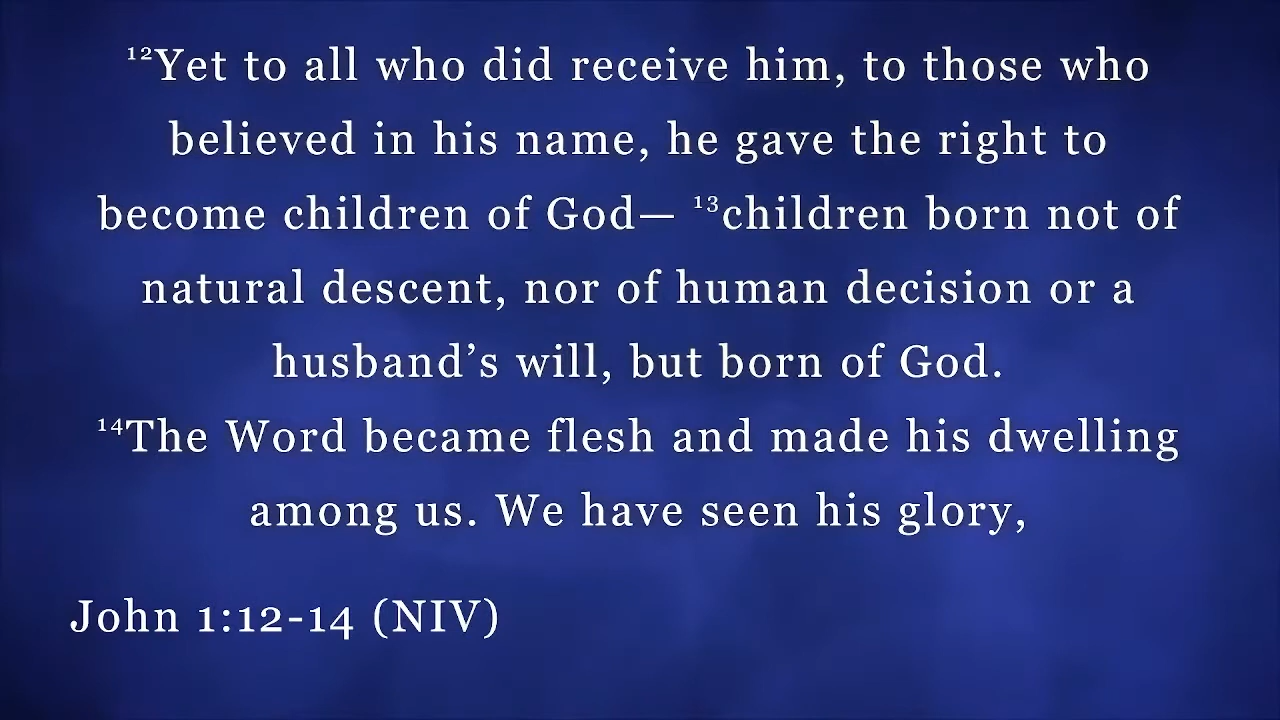 ¹²Yet to all who did receive him, to those who
believed in his name, he gave the right to
become children of God— ¹³children born not of
natural descent, nor of human decision or a
husband’s will, but born of God.
¹⁴The Word became flesh and made his dwelling
among us. We have seen his glory,
John 1:12-14 (NIV)